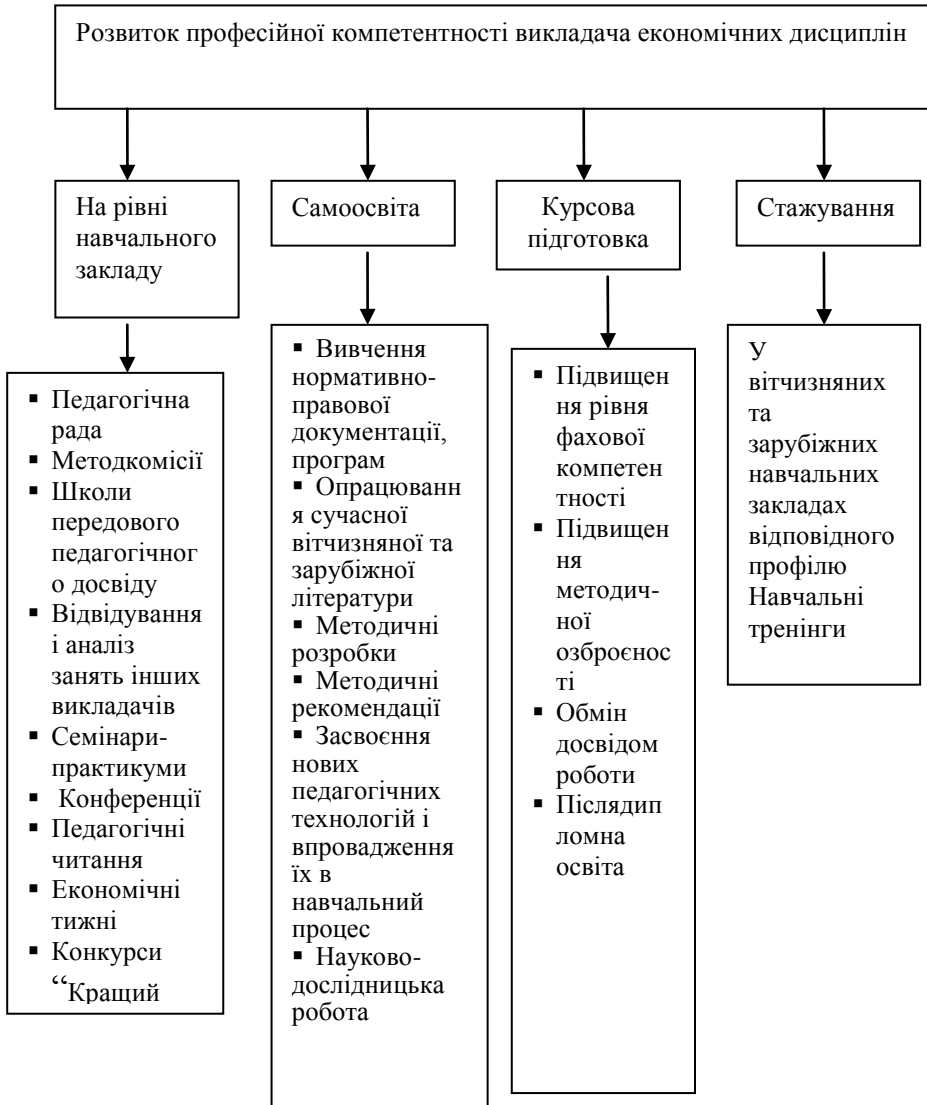 Розвиток професійної компетентності викладача економічних дисциплін
На рівні
навчального
закладу
Самоосвіта
Курсова
підготовка
Стажування
▪ Педагогічна
рада
▪ Методкомісії
▪ Школи
передового
педагогічног
о досвіду
▪ Відвідування
і аналіз
занять інших
викладачів
▪ Семінари-
практикуми
▪ Конференції
▪ Педагогічні
читання
▪ Економічні
тижні
▪ Конкурси
“Кращий
▪ Вивчення
нормативно-
правової
документації,
програм
▪ Опрацюванн
я сучасної
вітчизняної та
зарубіжної
літератури
▪ Методичні
розробки
▪ Методичні
рекомендації
▪ Засвоєння
нових
педагогічних
технологій і
впровадження
їх в
навчальний
процес
▪ Науково-
дослідницька
робота
▪ Підвищен
ня рівня
фахової
компетен
тності
▪ Підвищен
ня
методич-
ної
озброєнос
ті
▪ Обмін
досвідом
роботи
▪ Післядип
ломна
освіта
У
вітчизняних
та
зарубіжних
навчальних
закладах
відповідного
профілю
Навчальні
тренінги